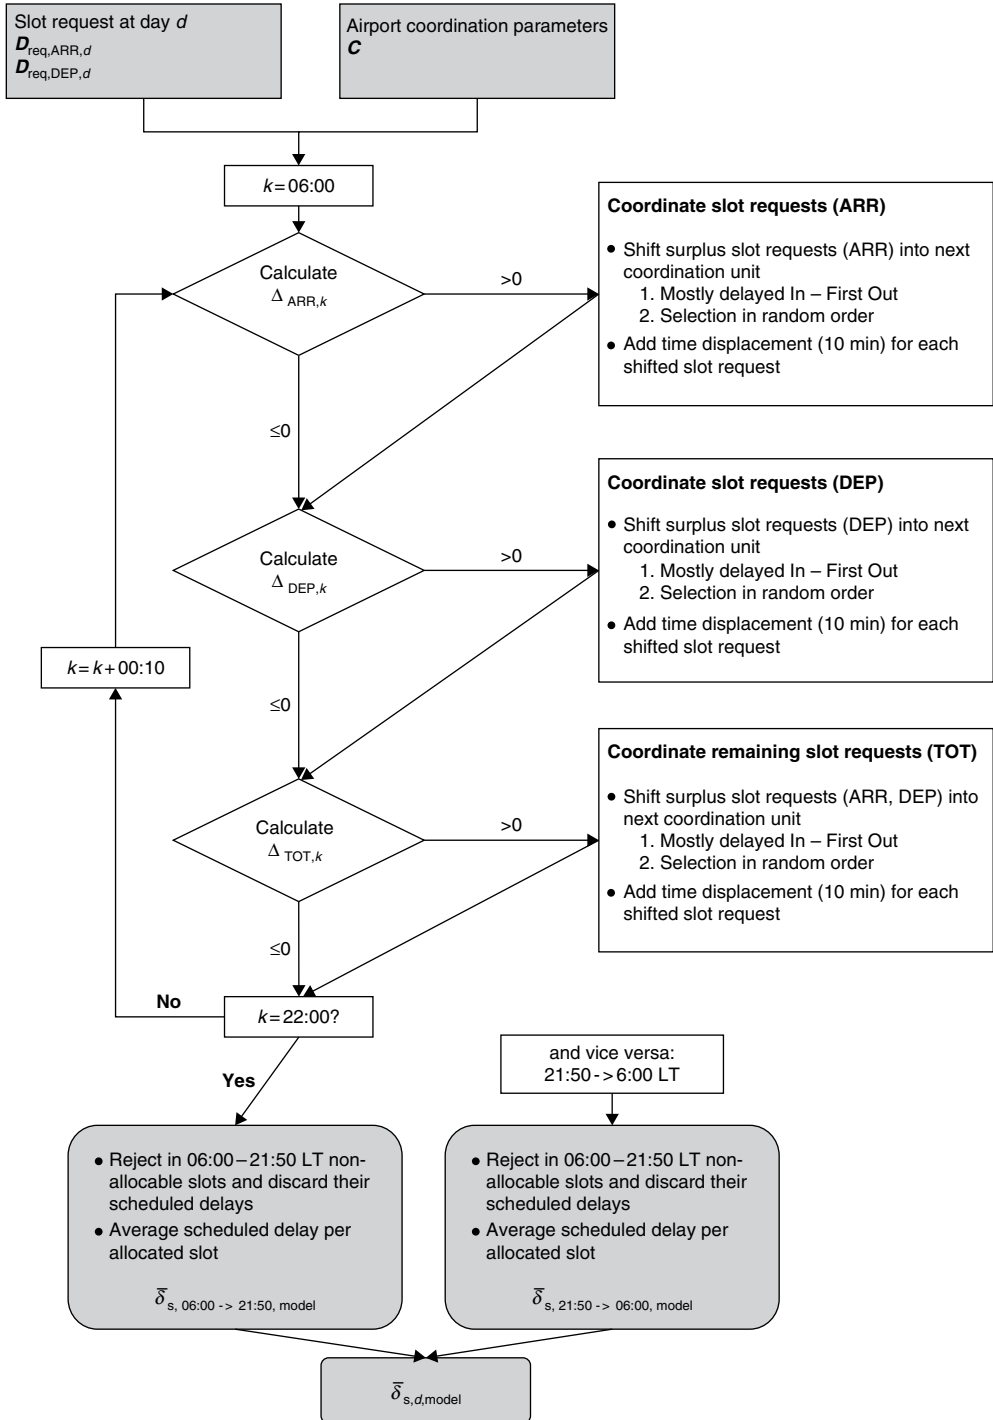 Slot request at day d
D req,ARR,d
D req,DEP,d
Airport coordination parameters
C
k = 06:00
Calculate
Δ ARR,k
>0
≤0
Coordinate slot requests (ARR)
• Shift surplus slot requests (ARR) into next
coordination unit
1. Mostly delayed In – First Out
2. Selection in random order
• Add time displacement (10 min) for each
shifted slot request
Calculate
Δ DEP,k
>0
≤0
Coordinate slot requests (DEP)
• Shift surplus slot requests (DEP) into next
coordination unit
1. Mostly delayed In – First Out
2. Selection in random order
• Add time displacement (10 min) for each
shifted slot request
k = k + 00:10
Calculate
Δ TOT,k
>0
≤0
Coordinate remaining slot requests (TOT)
• Shift surplus slot requests (ARR, DEP) into
next coordination unit
1. Mostly delayed In – First Out
2. Selection in random order
• Add time displacement (10 min) for each
shifted slot request
No
k = 22:00?
Yes
and vice versa:
21:50 -> 6:00 LT
• Reject in 06:00 – 21:50 LT non-
allocable slots and discard their
scheduled delays
• Average scheduled delay per
allocated slot
δ̅ s, 06:00 -> 21:50, model
• Reject in 06:00 – 21:50 LT non-
allocable slots and discard their
scheduled delays
• Average scheduled delay per
allocated slot
δ̅ s, 21:50 -> 06:00, model
δ̅ s,d,model